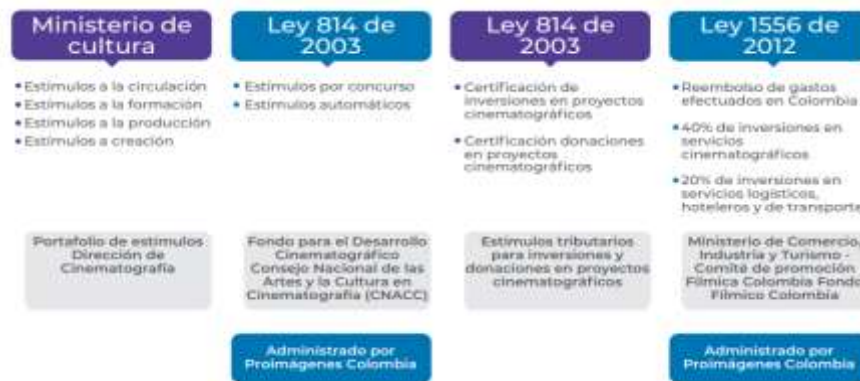 Ministerio de
cultura
• Estímulos a la circulación
• Estímulos a la formación
• Estímulos a la producción
• Estímulos a creación
Portafolio de estímulos
Dirección de
Cinematografía
Ley 814 de
2003
• Estímulos por concurso
• Estímulos automáticos
Fondo para el Desarrollo
Cinematográfico
Consejo Nacional de las
Artes y la Cultura en
Cinematografía (CNACC)
Administrado por
Proimágenes Colombia
Ley 814 de
2003
• Certificación de
inversiones en proyectos
cinematográficos
• Certificación donaciones
en proyectos
cinematográficos
Estímulos tributarios
para inversiones y
donaciones en proyectos
cinematográficos
Ley 1556 de
2012
• Reembolso de gastos
efectuados en Colombia
• 40% de inversiones en
servicios
cinematográficos
• 20% de inversiones en
servicios logísticos,
hoteleros y de transporte
Ministerio de Comercio,
Industria y Turismo -
Comité de promoción
Fílmica Colombia Fondo
Fílmico Colombia
Administrado por
Proimágenes Colombia